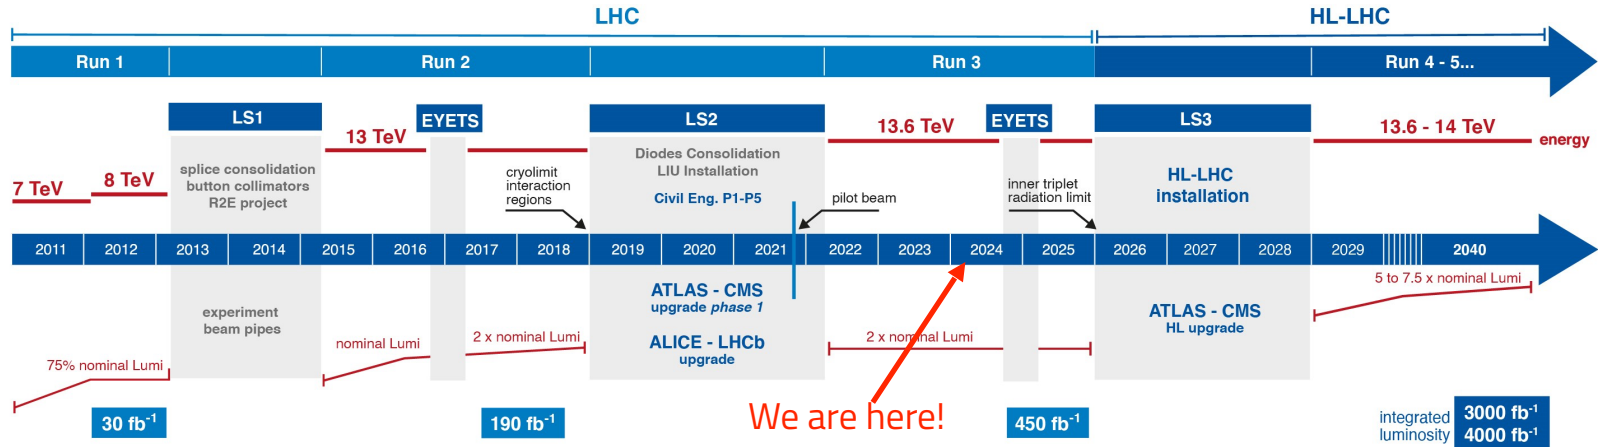 LHC
HL-LHC
Run 1
Run 2
Run 3
Run 4 - 5...
LS1
EYETS
LS2
EYETS
LS3
13 TeV
13.6 TeV
13.6 - 14 TeV
energy
7 TeV
8 TeV
splice consolidation
button collimators
R2E project
cryolimit
interaction
regions
Diodes Consolidation
LIU Installation
Civil Eng. P1-P5
pilot beam
inner triplet
radiation limit
HL-LHC
installation
2011
2012
2013
2014
2015
2016
2017
2018
2019
2020
2021
2022
2023
2024
2025
2026
2027
2028
2029
2040
5 to 7.5 x nominal Lumi
experiment
beam pipes
ATLAS - CMS
upgrade phase 1
ALICE - LHCb
upgrade
ATLAS - CMS
HL upgrade
75% nominal Lumi
nominal Lumi
2 x nominal Lumi
2 x nominal Lumi
We are here!
30 fb-1
190 fb-1
450 fb-1
integrated
luminosity
3000 fb-1
4000 fb-1